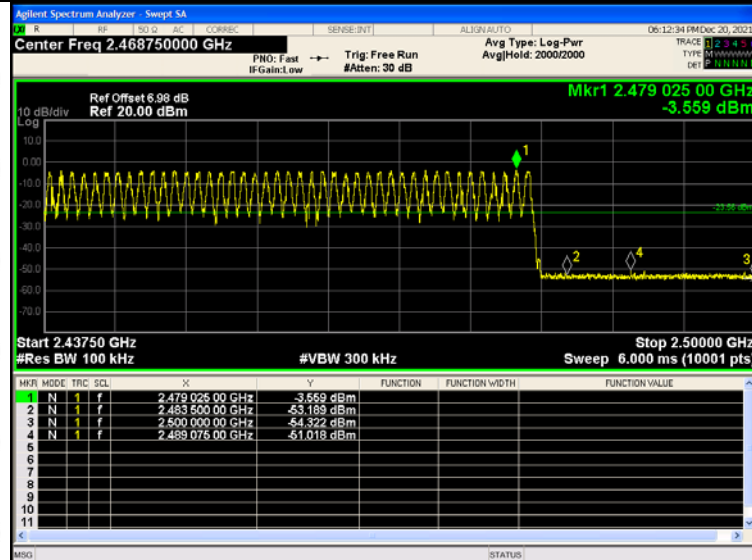 Agilent Spectrum Analyzer - Swept SA
R RF 50 Ω AC CORREC SENSE:INT ALIGNAUTO 06:12:34 PM Dec 20, 2021
Center Freq 2.468750000 GHz
PNO: Fast Trig: Free Run
IFGain:Low #Atten: 30 dB
Avg Type: Log-Pwr
Avg|Hold: 2000/2000
TRACE 1 2 3 4 5
TYPE M
DET P N N N N
Mkr1 2.479 025 00 GHz
-3.559 dBm
Ref Offset 6.98 dB
10 dB/div Ref 20.00 dBm
Log
10.0
0.00
-10.0
-20.0
-30.0
-40.0
-50.0
-60.0
-70.0
1
2
4
3
Start 2.43750 GHz Stop 2.50000 GHz
#Res BW 100 kHz #VBW 300 kHz Sweep 6.000 ms (10001 pts
MKR MODE TRC SCL X Y FUNCTION FUNCTION WIDTH FUNCTION VALUE
1 N 1 f 2.479 025 00 GHz -3.559 dBm
2 N 1 f 2.483 500 00 GHz -53.189 dBm
3 N 1 f 2.500 000 00 GHz -54.322 dBm
4 N 1 f 2.489 075 00 GHz -51.018 dBm
5
6
7
8
9
10
11
MSG STATUS